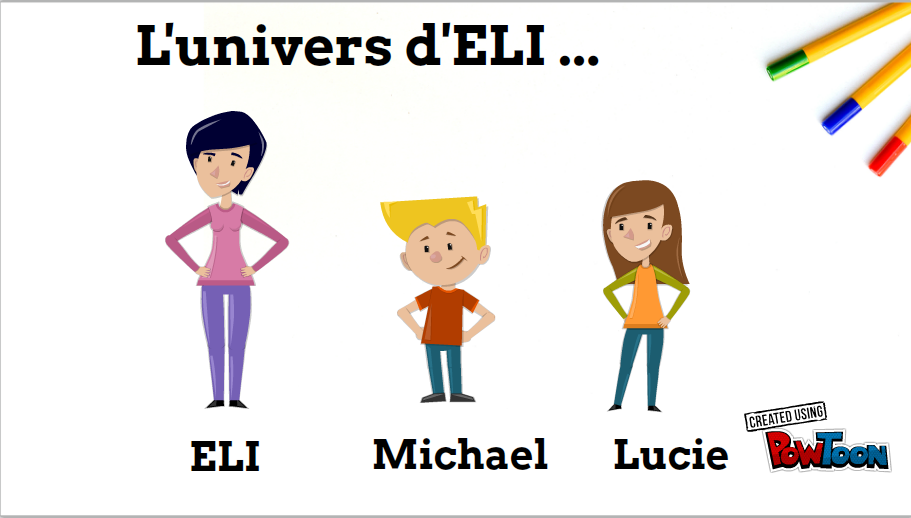 L'univers d'ELI ...
ELI
Michael
Lucie
CREATED USING
POWTOON